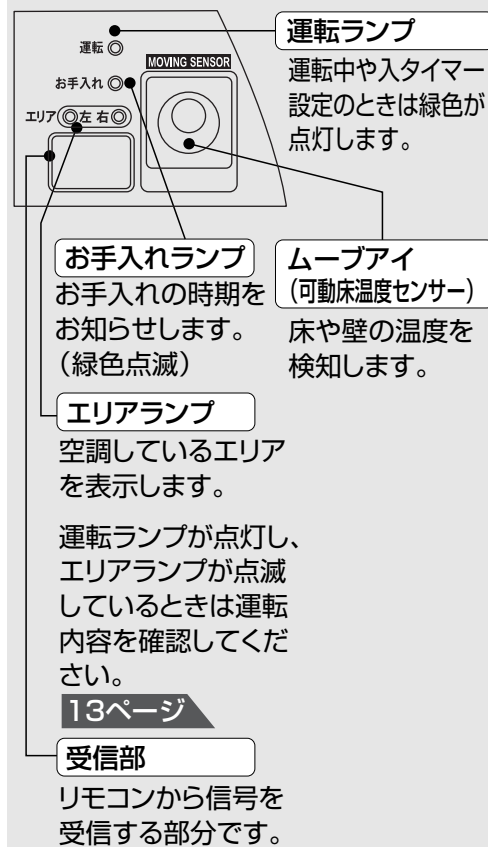 運転
お手入れ
エリア 左 右
MOVING SENSOR
運転ランプ
運転中や入タイマー
設定のときは緑色が
点灯します。
お手入れランプ
お手入れの時期を
お知らせします。
（緑色点滅）
ムーブアイ
（可動床温度センサー）
床や壁の温度を
検知します。
エリアランプ
空調しているエリア
を表示します。
運転ランプが点灯し、
エリアランプが点滅
しているときは運転
内容を確認してくだ
さい。
13ページ
受信部
リモコンから信号を
受信する部分です。